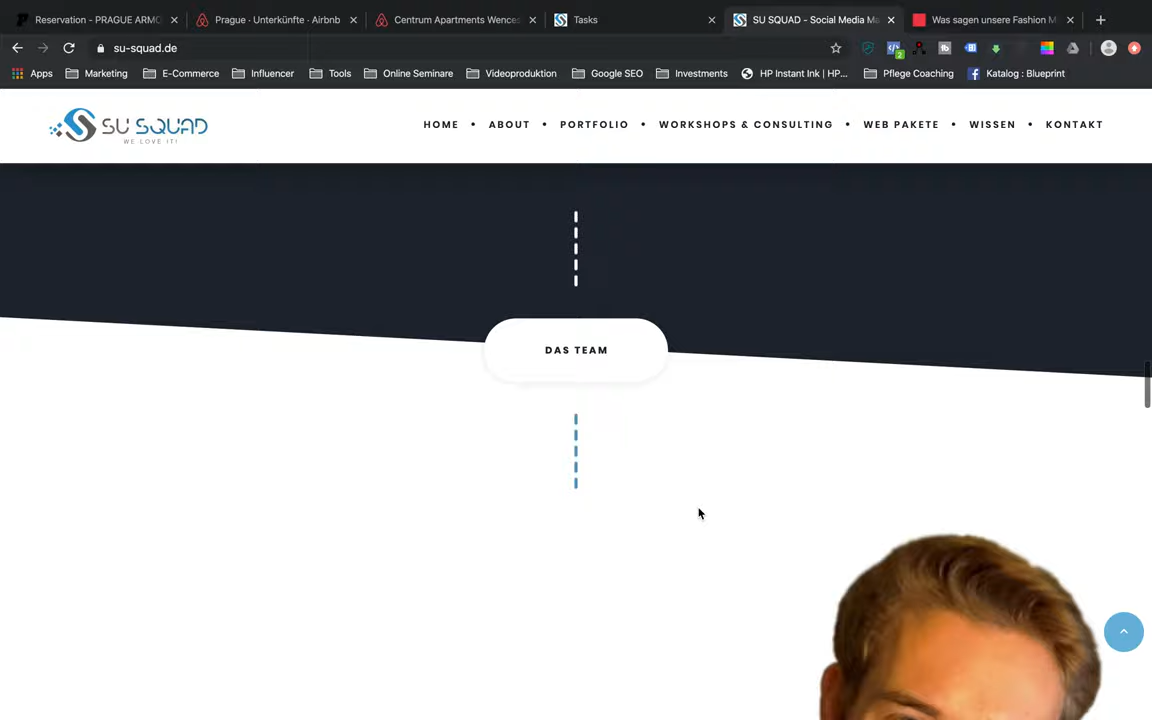 Reservation - PRAGUE ARMO
Prague · Unterkünfte · Airbnb
Centrum Apartments Wences
Tasks
SU SQUAD - Social Media Ma
Was sagen unsere Fashion M
su-squad.de
2
Apps
Marketing
E-Commerce
Influencer
Tools
Online Seminare
Videoproduktion
Google SEO
Investments
HP Instant Ink | HP...
Pflege Coaching
Katalog : Blueprint
SU SQUAD
WE LOVE IT!
HOME • ABOUT • PORTFOLIO • WORKSHOPS & CONSULTING • WEB PAKETE • WISSEN • KONTAKT
DAS TEAM